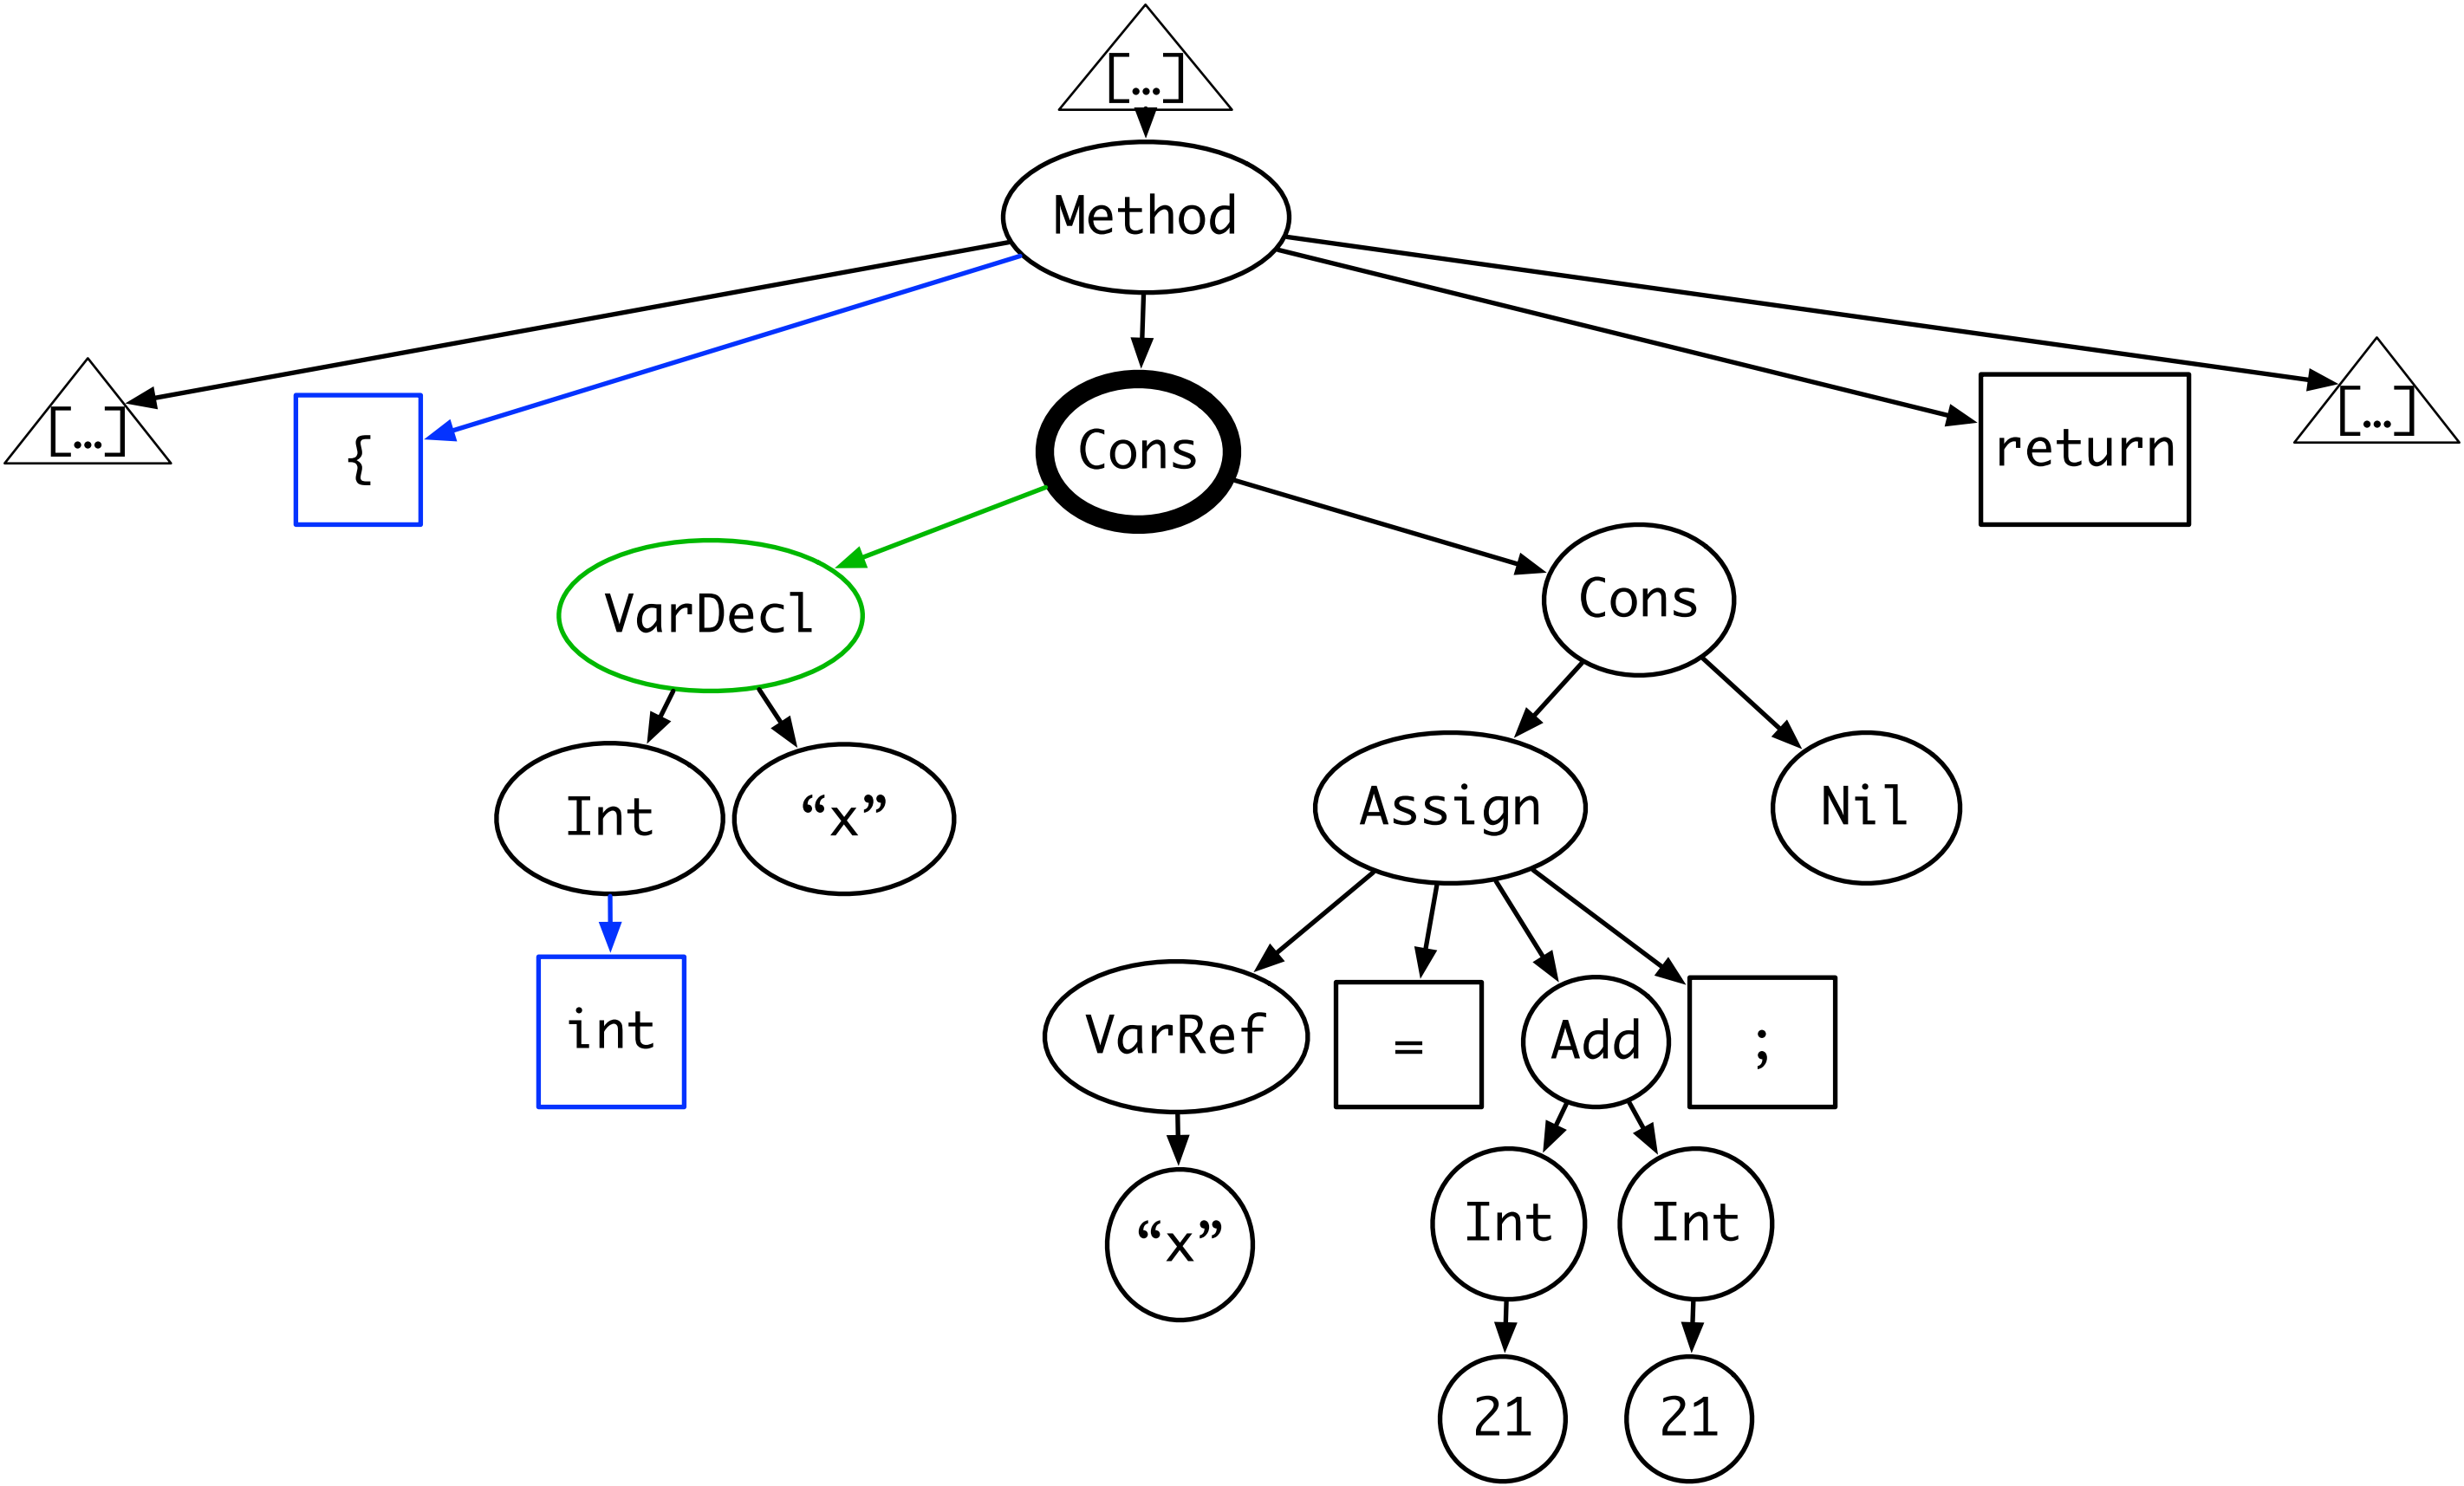 […]
Method
[…]
{
Cons
return
[…]
VarDecl
Cons
Int
“x”
Assign
Nil
int
VarRef
=
Add
;
“x”
Int
Int
21
21